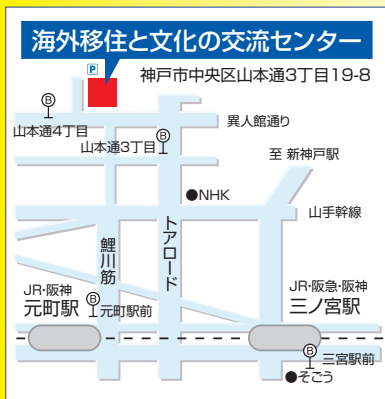 海外移住と文化の交流センター
P
神戸市中央区山本通3丁目19-8
B
山本通4丁目
B
山本通3丁目
異人館通り
至 新神戸駅
●NHK
山手幹線
鯉川筋
トアロード
JR・阪神
元町駅
B
元町駅前
JR・阪急・阪神
三ノ宮駅
B
三宮駅前
●そごう